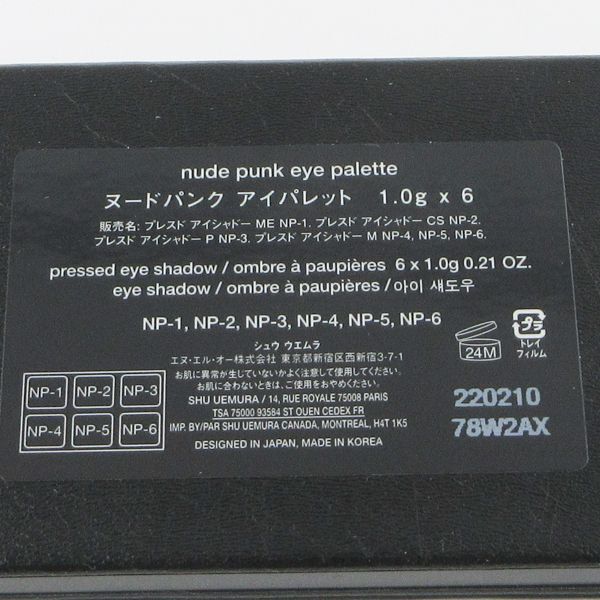 nude punk eye palette
ヌードパンク アイパレット 1.0g x 6
販売名: プレスド アイシャドー ME NP-1. プレスド アイシャドー CS NP-2.
プレスド アイシャドー P NP-3. プレスド アイシャドー M NP-4, NP-5, NP-6.
pressed eye shadow / ombre à paupières 6 x 1.0g 0.21 OZ.
eye shadow / ombre à paupières / 아이 섀도우
NP-1, NP-2, NP-3, NP-4, NP-5, NP-6
シュウ ウエムラ
エヌ・エル・オー株式会社 東京都新宿区西新宿3-7-1
お肌に異常が生じていないかよく注意して使用してください。
お肌に合わないときは、ご使用をおやめください。
SHU UEMURA / 14, RUE ROYALE 75008 PARIS
TSA 75000 93584 ST OUEN CEDEX FR
IMP. BY/PAR SHU UEMURA CANADA, MONTREAL, H4T 1K5
DESIGNED IN JAPAN, MADE IN KOREA
NP-1 NP-2 NP-3
NP-4 NP-5 NP-6
24M
プラ
トレイ
フィルム
220210
78W2AX